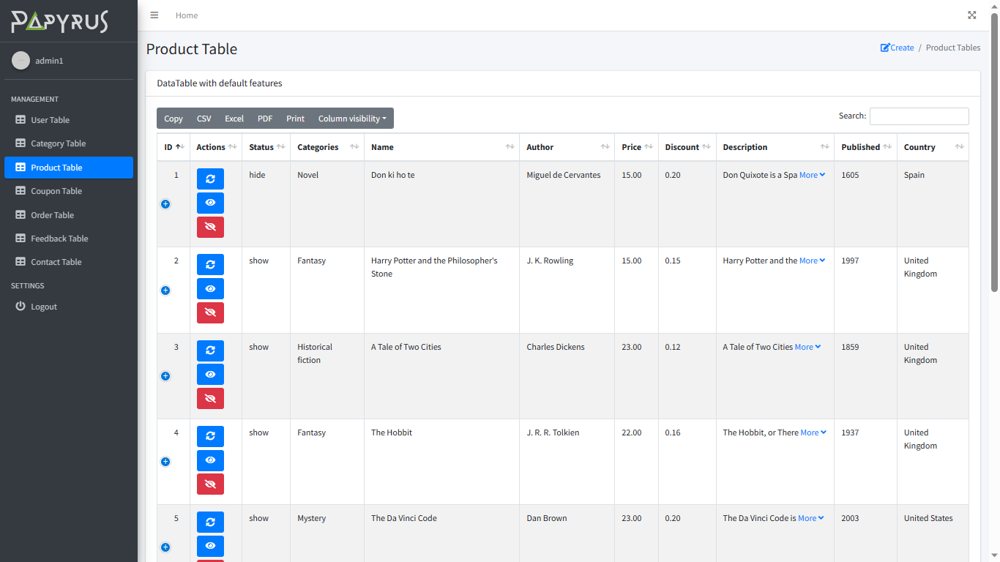 PAPYRUS
Home
admin1
MANAGEMENT
User Table
Category Table
Product Table
Coupon Table
Order Table
Feedback Table
Contact Table
SETTINGS
Logout
Product Table
Create / Product Tables
DataTable with default features
Copy CSV Excel PDF Print Column visibility
Search:
ID Actions Status Categories Name Author Price Discount Description Published Country
1 hide Novel Don ki ho te Miguel de Cervantes 15.00 0.20 Don Quixote is a Spa More 1605 Spain
2 show Fantasy Harry Potter and the Philosopher's J. K. Rowling 15.00 0.15 Harry Potter and the More 1997 United
Stone Kingdom
3 show Historical A Tale of Two Cities Charles Dickens 23.00 0.12 A Tale of Two Cities More 1859 United
fiction Kingdom
4 show Fantasy The Hobbit J. R. R. Tolkien 22.00 0.16 The Hobbit, or There More 1937 United
Kingdom
5 show Mystery The Da Vinci Code Dan Brown 23.00 0.20 The Da Vinci Code is More 2003 United States